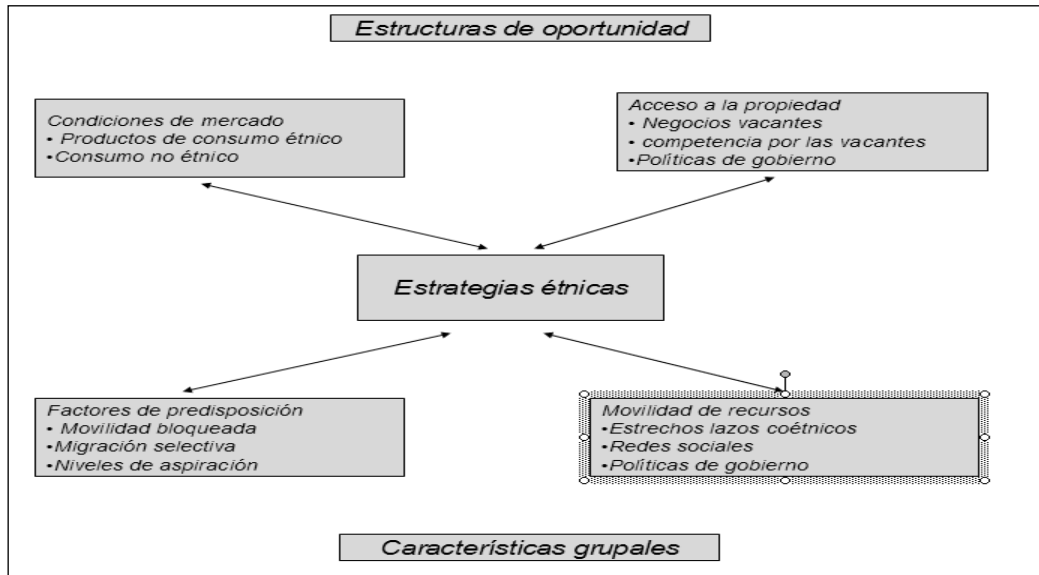 Estructuras de oportunidad
Condiciones de mercado
• Productos de consumo étnico
•Consumo no étnico
Acceso a la propiedad
• Negocios vacantes
• competencia por las vacantes
•Políticas de gobierno
Estrategias étnicas
Factores de predisposición
• Movilidad bloqueada
•Migración selectiva
•Niveles de aspiración
Movilidad de recursos
•Estrechos lazos coétnicos
•Redes sociales
•Políticas de gobierno
Características grupales